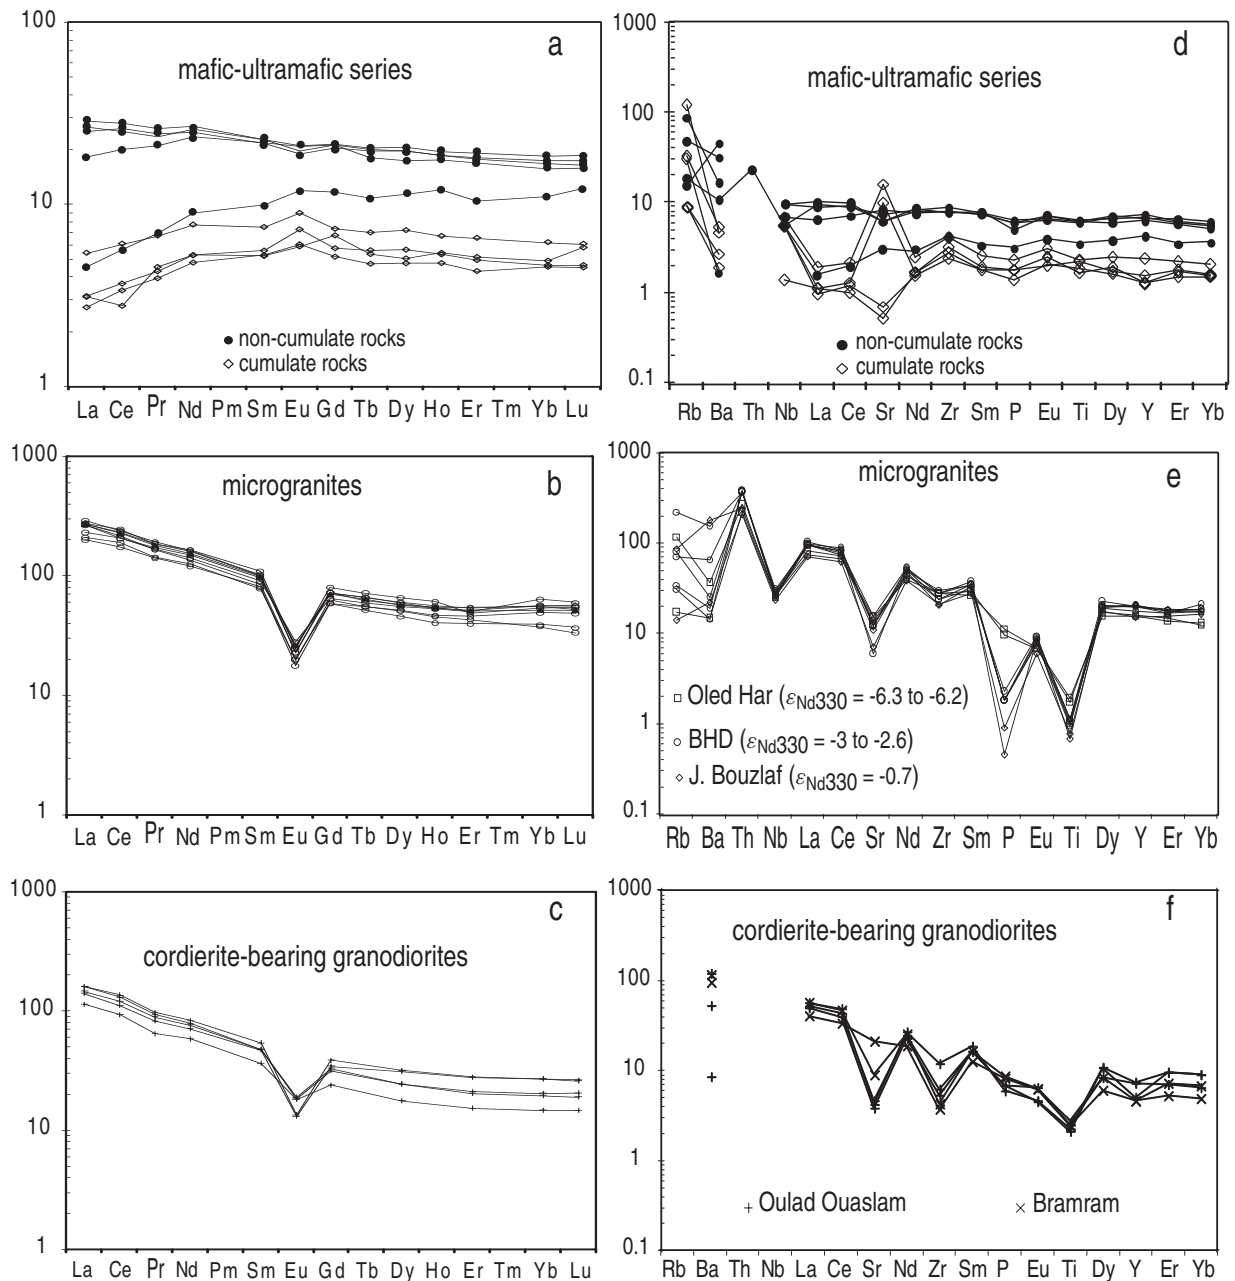 100
a
mafic-ultramafic series
10
non-cumulate rocks
cumulate rocks
1
La Ce Pr Nd Pm Sm Eu Gd Tb Dy Ho Er Tm Yb Lu
1000
d
mafic-ultramafic series
100
10
1
non-cumulate rocks
cumulate rocks
0.1
Rb Ba Th Nb La Ce Sr Nd Zr Sm P Eu Ti Dy Y Er Yb
1000
b
microgranites
100
10
1
La Ce Pr Nd Pm Sm Eu Gd Tb Dy Ho Er Tm Yb Lu
1000
e
microgranites
100
10
Oled Har (εNd330 = -6.3 to -6.2)
BHD (εNd330 = -3 to -2.6)
1
J. Bouzlaf (εNd330 = -0.7)
0.1
Rb Ba Th Nb La Ce Sr Nd Zr Sm P Eu Ti Dy Y Er Yb
1000
c
cordierite-bearing granodiorites
100
10
1
La Ce Pr Nd Pm Sm Eu Gd Tb Dy Ho Er Tm Yb Lu
1000
f
cordierite-bearing granodiorites
100
10
1
Oulad Ouaslam
Bramram
0.1
Rb Ba Th Nb La Ce Sr Nd Zr Sm P Eu Ti Dy Y Er Yb